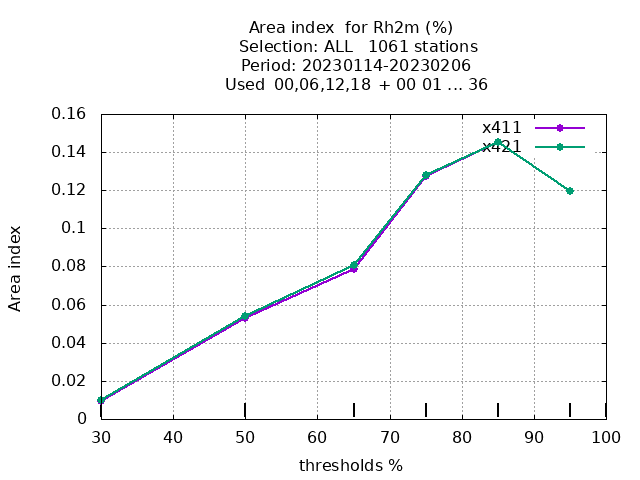 Area index  for Rh2m (%)
Selection: ALL   1061 stations
Period: 20230114-20230206
Used  00,06,12,18  + 00 01 ... 36
0.16
x411
0.14
x421
0.12
0.1
Area index
0.08
0.06
0.04
0.02
0
30 40 50 60 70 80 90 100
thresholds %